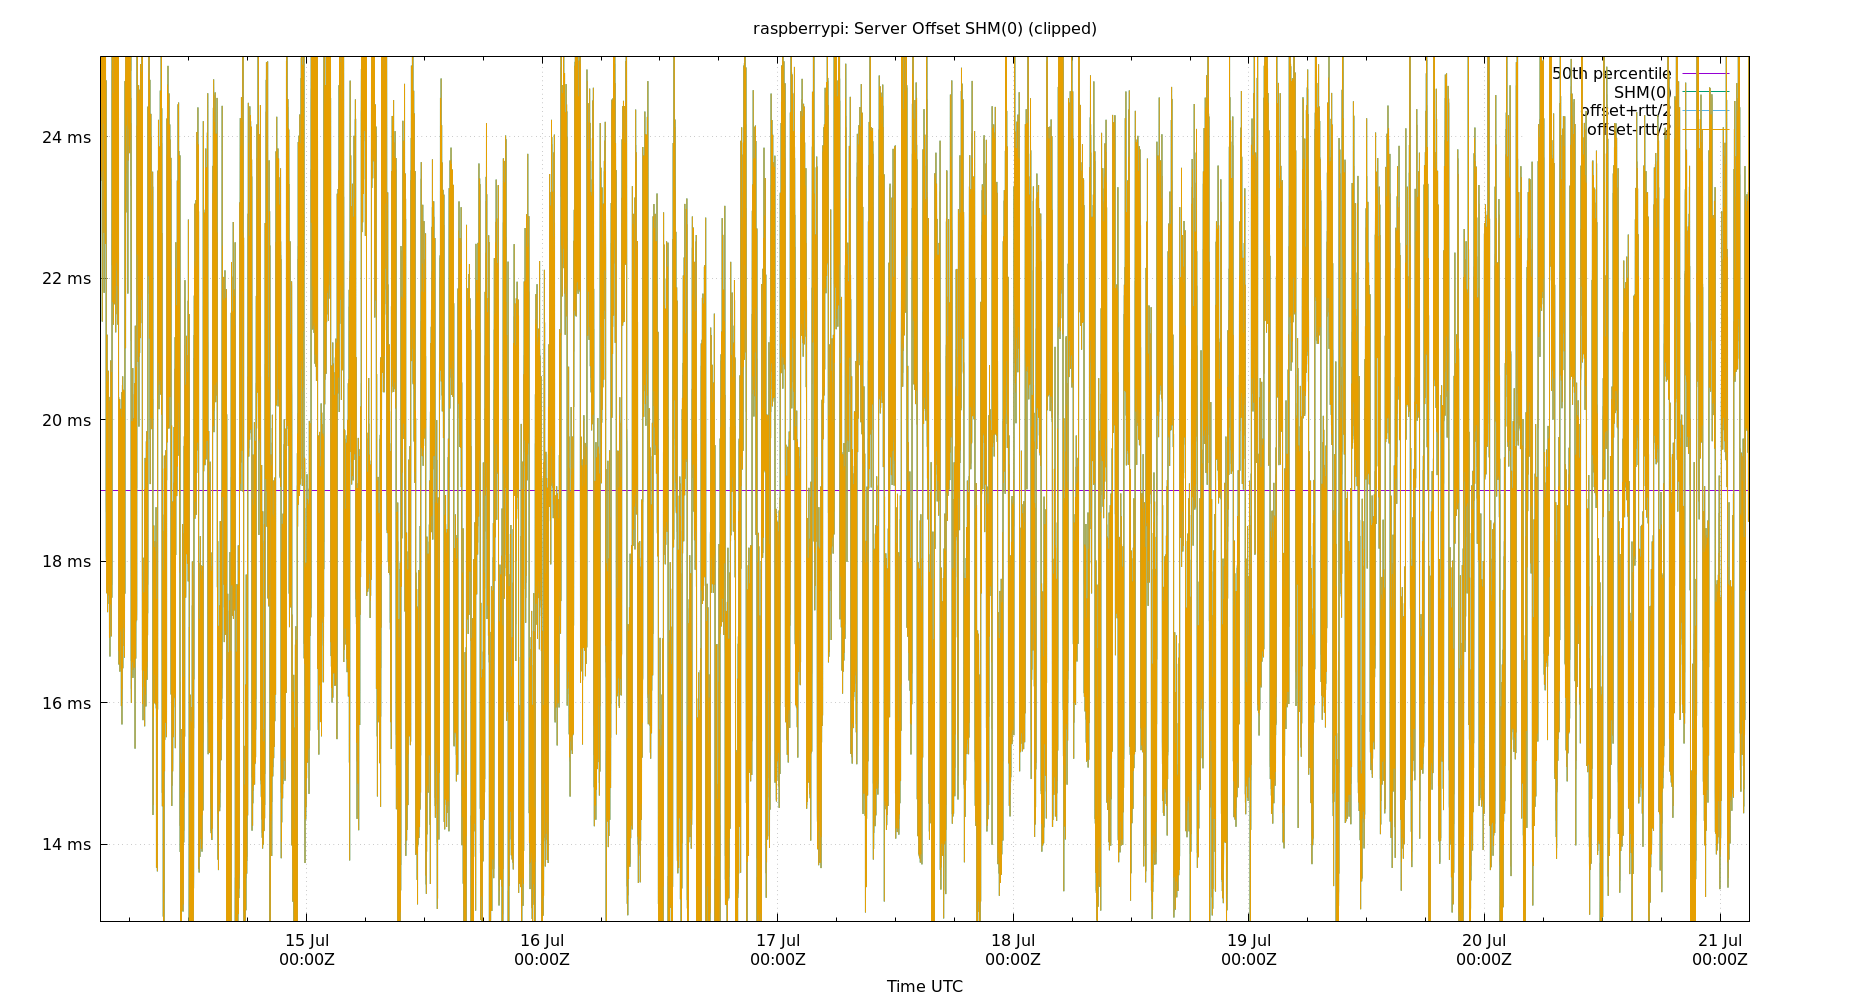 raspberrypi: Server Offset SHM(0) (clipped)
50th percentile
SHM(0)
offset+rtt/2
offset-rtt/2
24 ms
22 ms
20 ms
18 ms
16 ms
14 ms
15 Jul 16 Jul 17 Jul 18 Jul 19 Jul 20 Jul 21 Jul
00:00Z 00:00Z 00:00Z 00:00Z 00:00Z 00:00Z 00:00Z
Time UTC